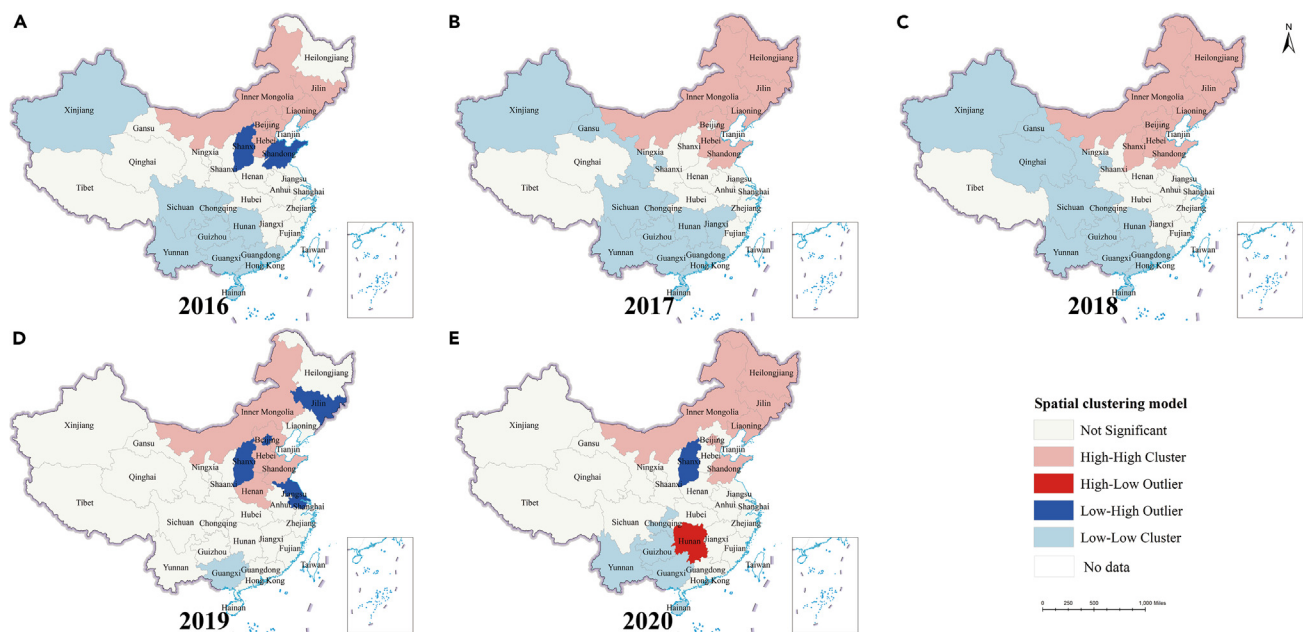 A
Heilongjiang
Jilin
Inner Mongolia
Liaoning
Xinjiang
Beijing
Gansu
Tianjin
Hebei
Shanxi
Ningxia
Shandong
Qinghai
Shaanxi
Henan
Jiangsu
Tibet
Anhui
Shanghai
Hubei
Sichuan
Chongqing
Zhejiang
Hunan
Jiangxi
Guizhou
Fujian
Yunnan
Guangxi
Guangdong
Taiwan
Hong Kong
Hainan
2016
B
Heilongjiang
Jilin
Inner Mongolia
Liaoning
Xinjiang
Beijing
Gansu
Tianjin
Hebei
Shanxi
Ningxia
Shandong
Qinghai
Shaanxi
Henan
Jiangsu
Tibet
Anhui
Shanghai
Hubei
Sichuan
Chongqing
Zhejiang
Hunan
Jiangxi
Guizhou
Fujian
Yunnan
Guangxi
Guangdong
Taiwan
Hong Kong
Hainan
2017
C
N
Heilongjiang
Jilin
Inner Mongolia
Liaoning
Xinjiang
Beijing
Gansu
Tianjin
Hebei
Shanxi
Ningxia
Shandong
Qinghai
Shaanxi
Henan
Jiangsu
Tibet
Anhui
Shanghai
Hubei
Sichuan
Chongqing
Zhejiang
Hunan
Jiangxi
Guizhou
Fujian
Yunnan
Guangxi
Guangdong
Taiwan
Hong Kong
Hainan
2018
D
Heilongjiang
Jilin
Inner Mongolia
Liaoning
Xinjiang
Beijing
Gansu
Tianjin
Hebei
Shanxi
Ningxia
Shandong
Qinghai
Shaanxi
Henan
Jiangsu
Tibet
Anhui
Shanghai
Hubei
Sichuan
Chongqing
Zhejiang
Hunan
Jiangxi
Guizhou
Fujian
Yunnan
Guangxi
Guangdong
Taiwan
Hong Kong
Hainan
2019
E
Heilongjiang
Jilin
Inner Mongolia
Liaoning
Xinjiang
Beijing
Gansu
Tianjin
Hebei
Shanxi
Ningxia
Shandong
Qinghai
Shaanxi
Henan
Jiangsu
Tibet
Anhui
Shanghai
Hubei
Sichuan
Chongqing
Zhejiang
Hunan
Jiangxi
Guizhou
Fujian
Yunnan
Guangxi
Guangdong
Taiwan
Hong Kong
Hainan
2020
Spatial clustering model
Not Significant
High-High Cluster
High-Low Outlier
Low-High Outlier
Low-Low Cluster
No data
0 250 500 1,000 Miles